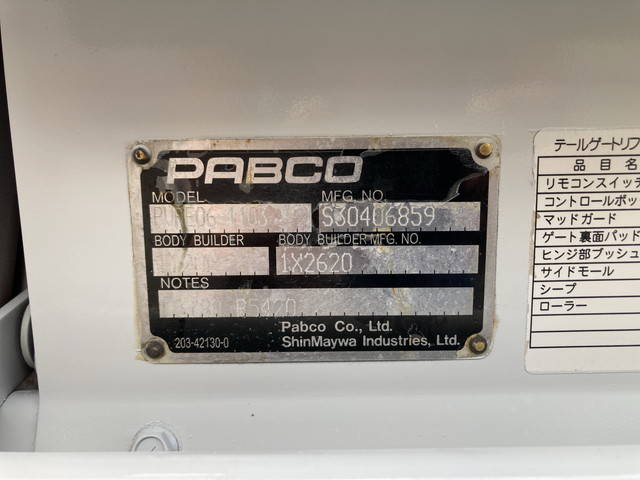 PABCO
MODEL
MFG. NO.
S30406859
BODY BUILDER
BODY BUILDER MFG. NO.
1X2620
NOTES
R5420
Pabco Co., Ltd.
203-42130-0
ShinMaywa Industries, Ltd.
テールゲートリフ
品目名
リモコンスイッチ
コントロールボッ
マッドガード
ゲート裏面パッド
ヒンジ部ブッシュ
サイドモール
シーブ
ローラー